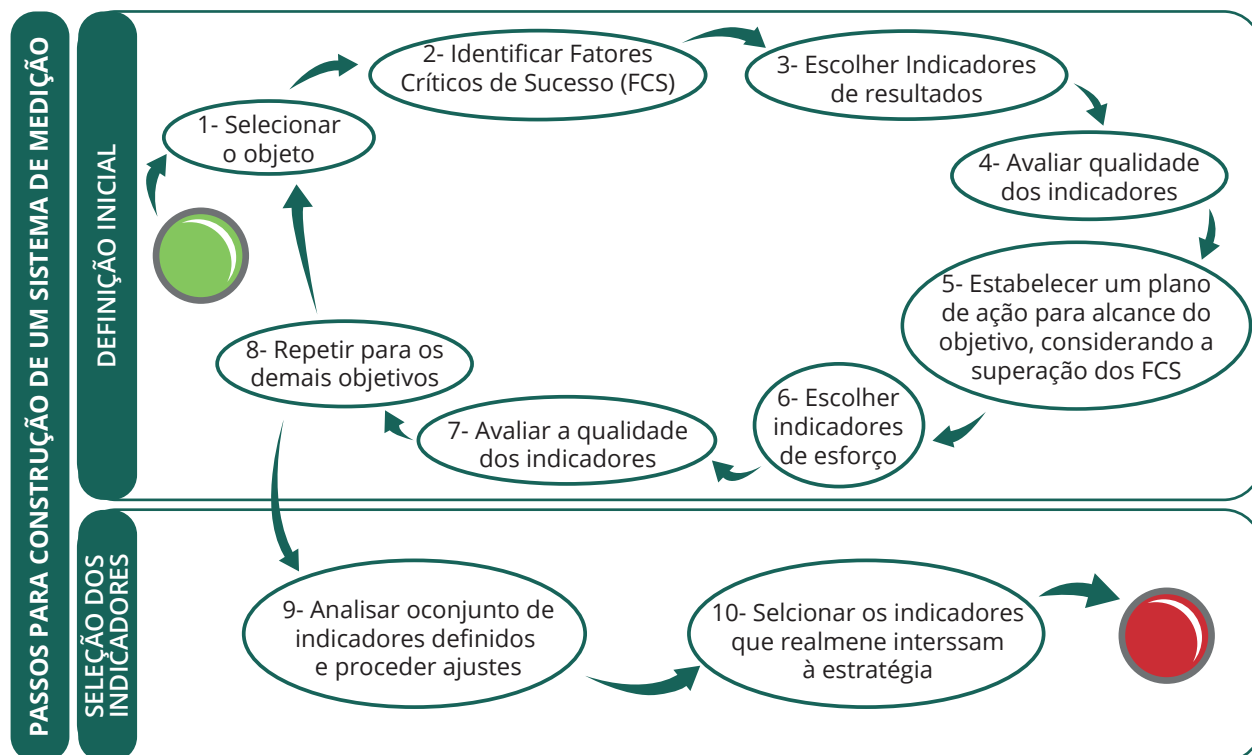 PASSOS PARA CONSTRUÇÃO DE UM SISTEMA DE MEDIÇÃO
DEFINIÇÃO INICIAL
1- Selecionar
o objeto
2- Identificar Fatores
Críticos de Sucesso (FCS)
3- Escolher Indicadores
de resultados
4- Avaliar qualidade
dos indicadores
5- Estabelecer um plano
de ação para alcance do
objetivo, considerando a
superação dos FCS
6- Escolher
indicadores
de esforço
7- Avaliar a qualidade
dos indicadores
8- Repetir para os
demais objetivos
SELEÇÃO DOS
INDICADORES
9- Analisar oconjunto de
indicadores definidos
e proceder ajustes
10- Selcionar os indicadores
que realmene interssam
à estratégia